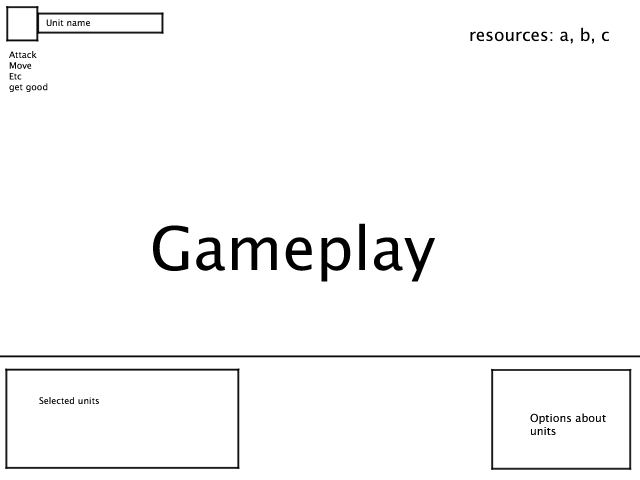 Unit name
resources: a, b, c
Attack
Move
Etc
get good
Gameplay
Selected units
Options about
units